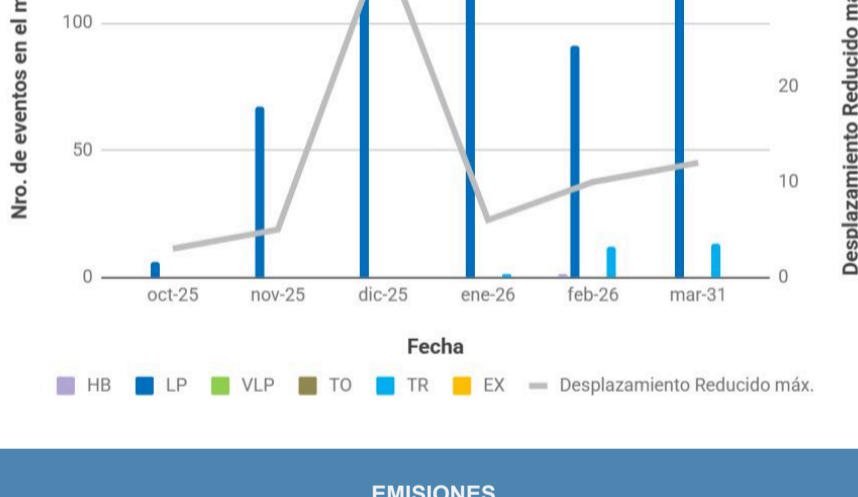 Nro. de eventos en el
Desplazamiento Reducido
100
50
0
20
10
0
oct-25 nov-25 dic-25 ene-26 feb-26 mar-31
Fecha
HB LP VLP TO TR EX Desplazamiento Reducido máx.
EMISIONES